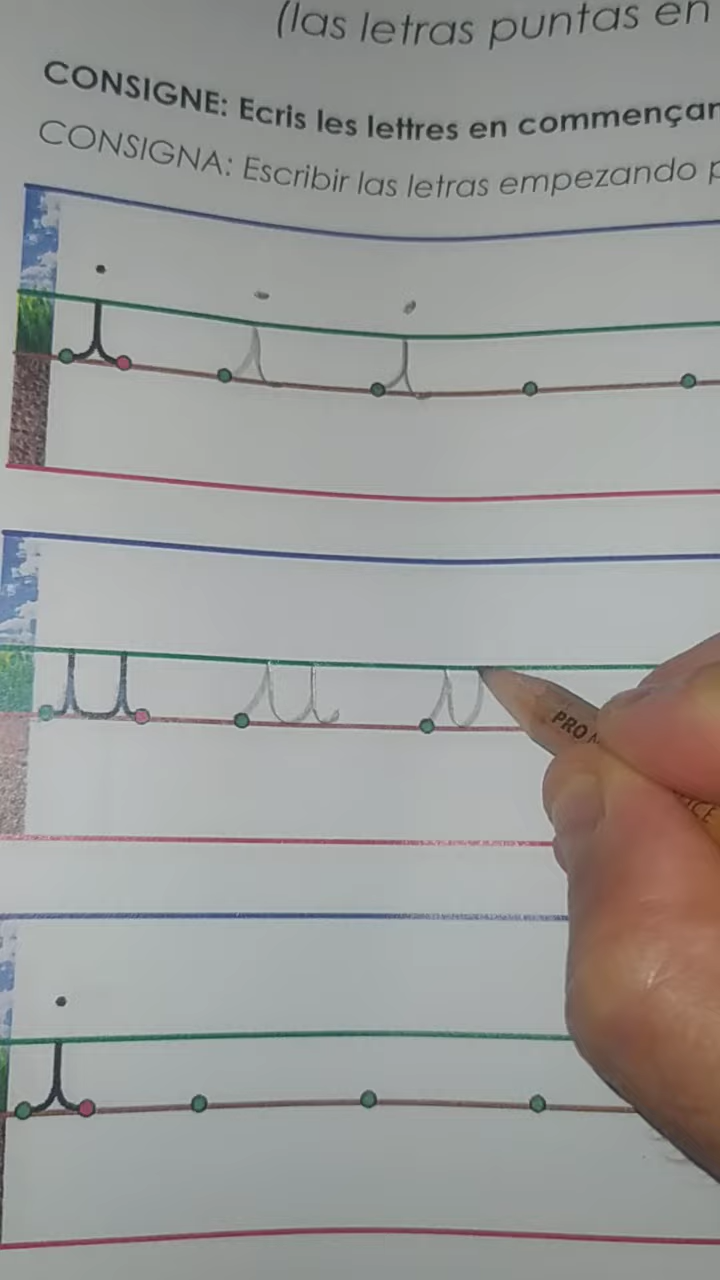 (las letras puntas en
CONSIGNE: Ecris les lettres en commençan
CONSIGNA: Escribir las letras empezando p
i i i
u u u
PRO
i